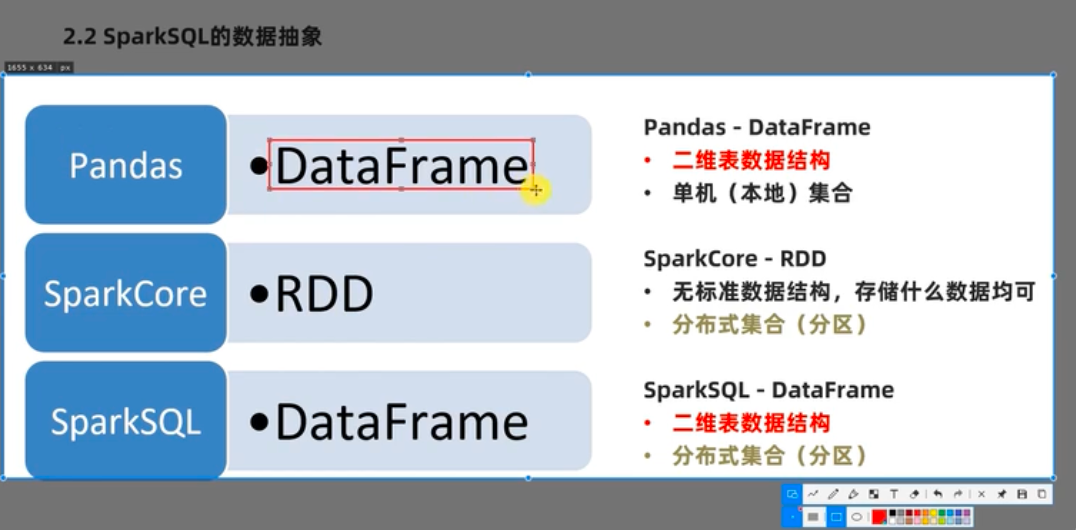 2.2 SparkSQL的数据抽象
1655 x 634 px
Pandas
•DataFrame
Pandas - DataFrame
• 二维表数据结构
• 单机（本地）集合
SparkCore
•RDD
SparkCore - RDD
• 无标准数据结构，存储什么数据均可
• 分布式集合（分区）
SparkSQL
•DataFrame
SparkSQL - DataFrame
• 二维表数据结构
• 分布式集合（分区）